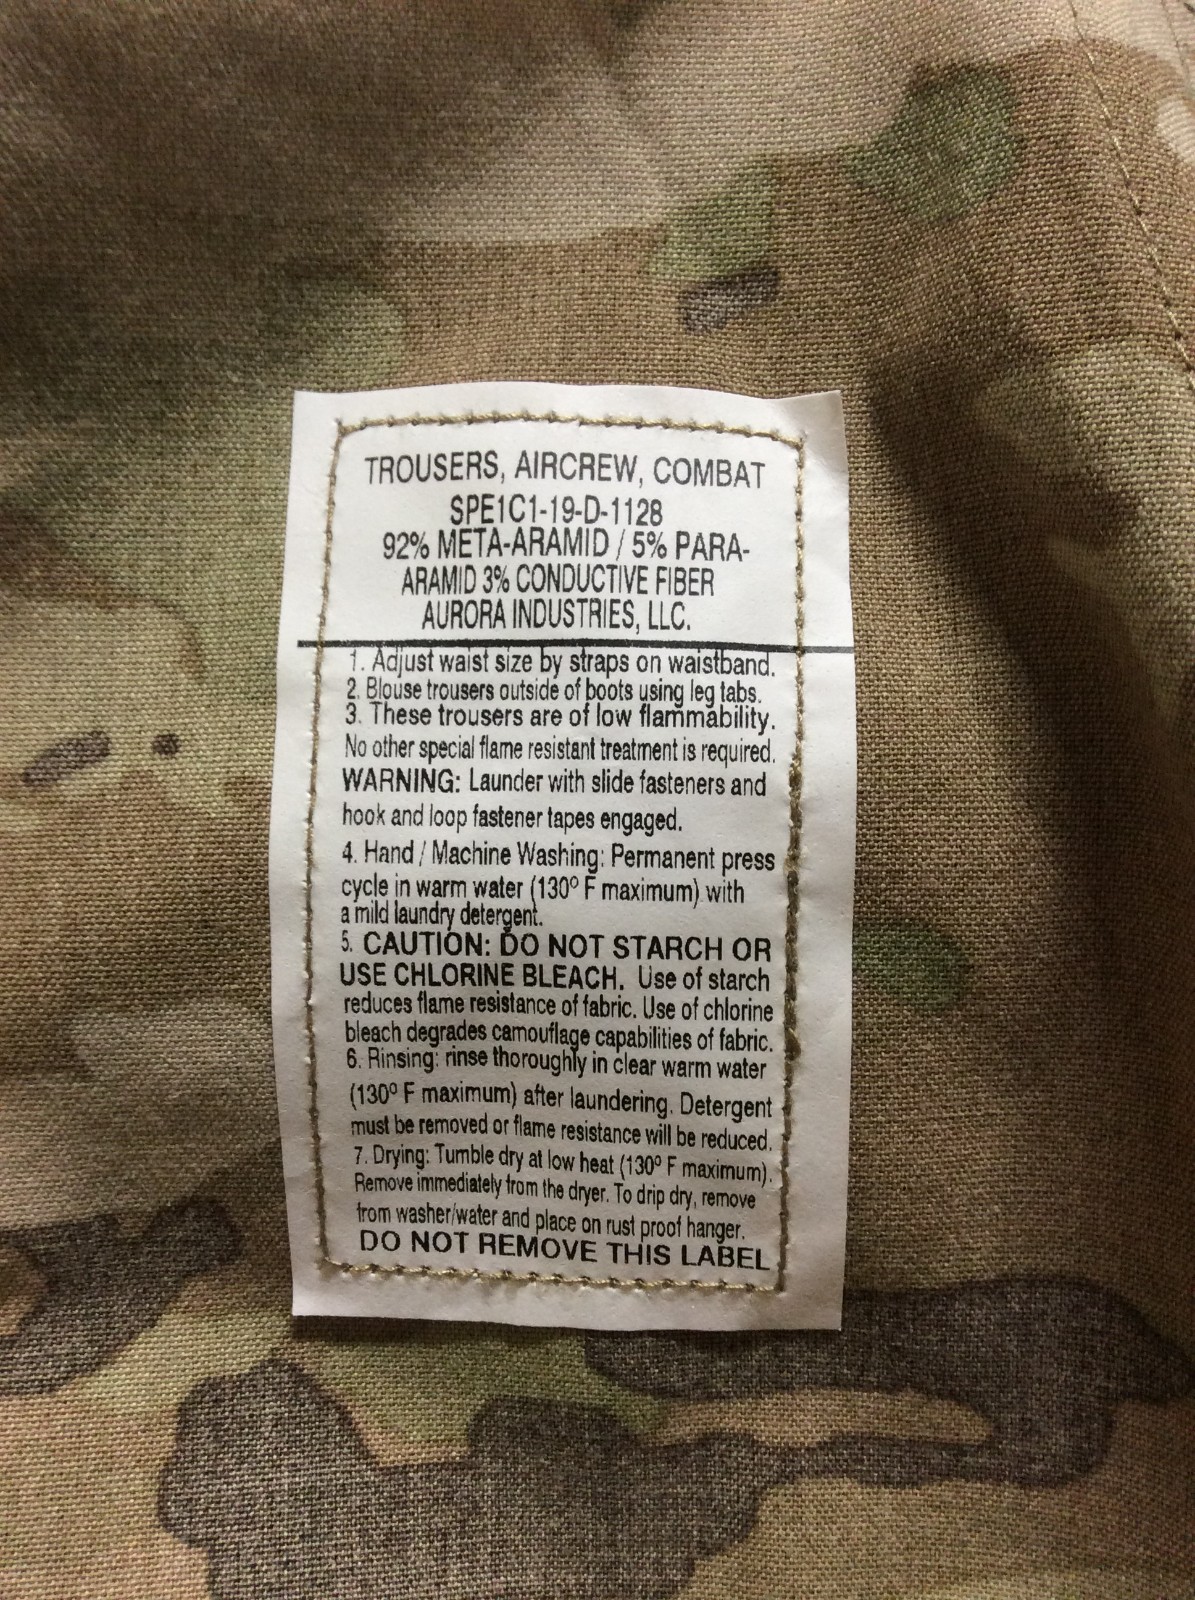 TROUSERS, AIRCREW, COMBAT
SPE1C1-19-D-1128
92% META-ARAMID / 5% PARA-
ARAMID 3% CONDUCTIVE FIBER
AURORA INDUSTRIES, LLC.
1. Adjust waist size by straps on waistband.
2. Blouse trousers outside of boots using leg tabs.
3. These trousers are of low flammability.
No other special flame resistant treatment is required.
WARNING: Launder with slide fasteners and
hook and loop fastener tapes engaged.
4. Hand / Machine Washing: Permanent press
cycle in warm water (130º F maximum) with
a mild laundry detergent.
5. CAUTION: DO NOT STARCH OR
USE CHLORINE BLEACH. Use of starch
reduces flame resistance of fabric. Use of chlorine
bleach degrades camouflage capabilities of fabric.
6. Rinsing: rinse thoroughly in clear warm water
(130º F maximum) after laundering. Detergent
must be removed or flame resistance will be reduced.
7. Drying: Tumble dry at low heat (130º F maximum).
Remove immediately from the dryer. To drip dry, remove
from washer/water and place on rust proof hanger.
DO NOT REMOVE THIS LABEL